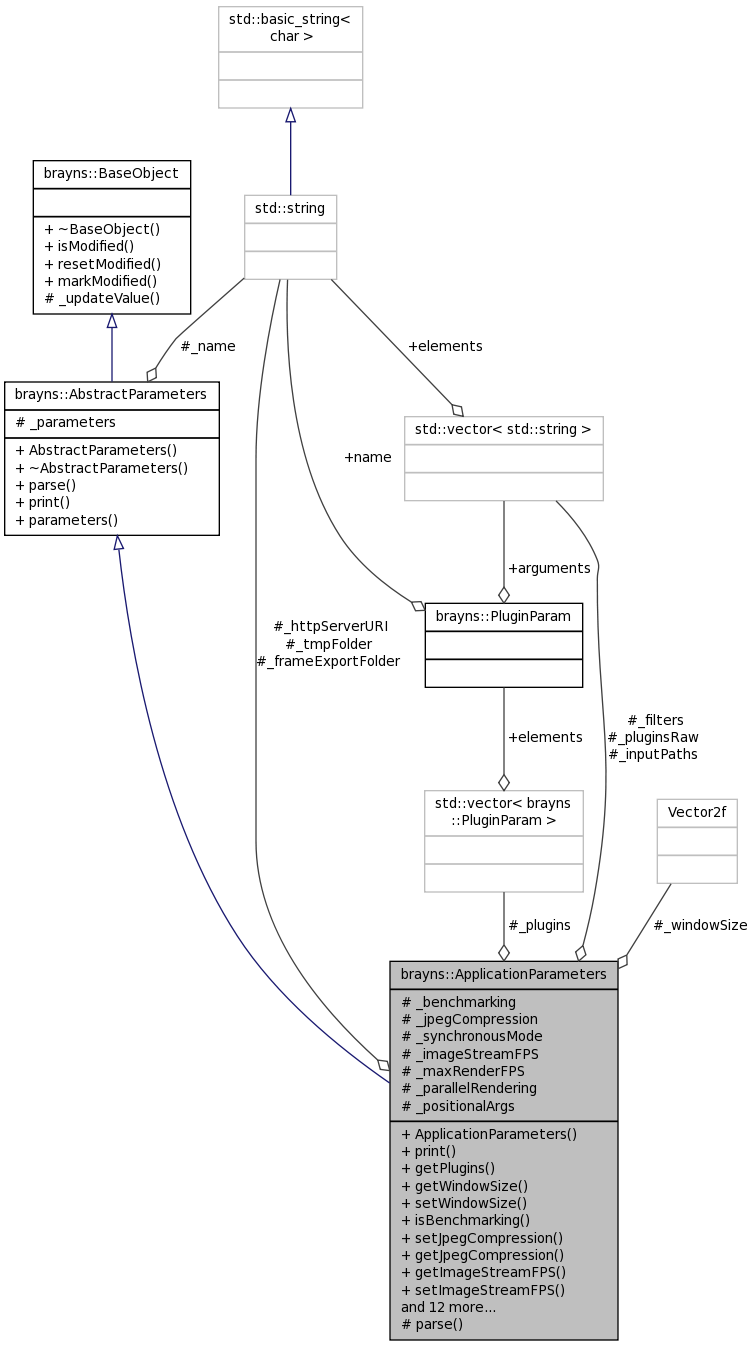 std::basic_string<
char >
brayns::BaseObject
+ ~BaseObject()
+ isModified()
+ resetModified()
+ markModified()
# _updateValue()
std::string
#_name
+elements
brayns::AbstractParameters
# _parameters
+ AbstractParameters()
+ ~AbstractParameters()
+ parse()
+ print()
+ parameters()
std::vector< std::string >
+name
+arguments
brayns::PluginParam
#_httpServerURI
#_tmpFolder
#_frameExportFolder
+elements
#_filters
#_pluginsRaw
#_inputPaths
std::vector< brayns
::PluginParam >
Vector2f
#_plugins
#_windowSize
brayns::ApplicationParameters
# _benchmarking
# _jpegCompression
# _synchronousMode
# _imageStreamFPS
# _maxRenderFPS
# _parallelRendering
# _positionalArgs
+ ApplicationParameters()
+ print()
+ getPlugins()
+ getWindowSize()
+ setWindowSize()
+ isBenchmarking()
+ setJpegCompression()
+ getJpegCompression()
+ getImageStreamFPS()
+ setImageStreamFPS()
and 12 more...
# parse()